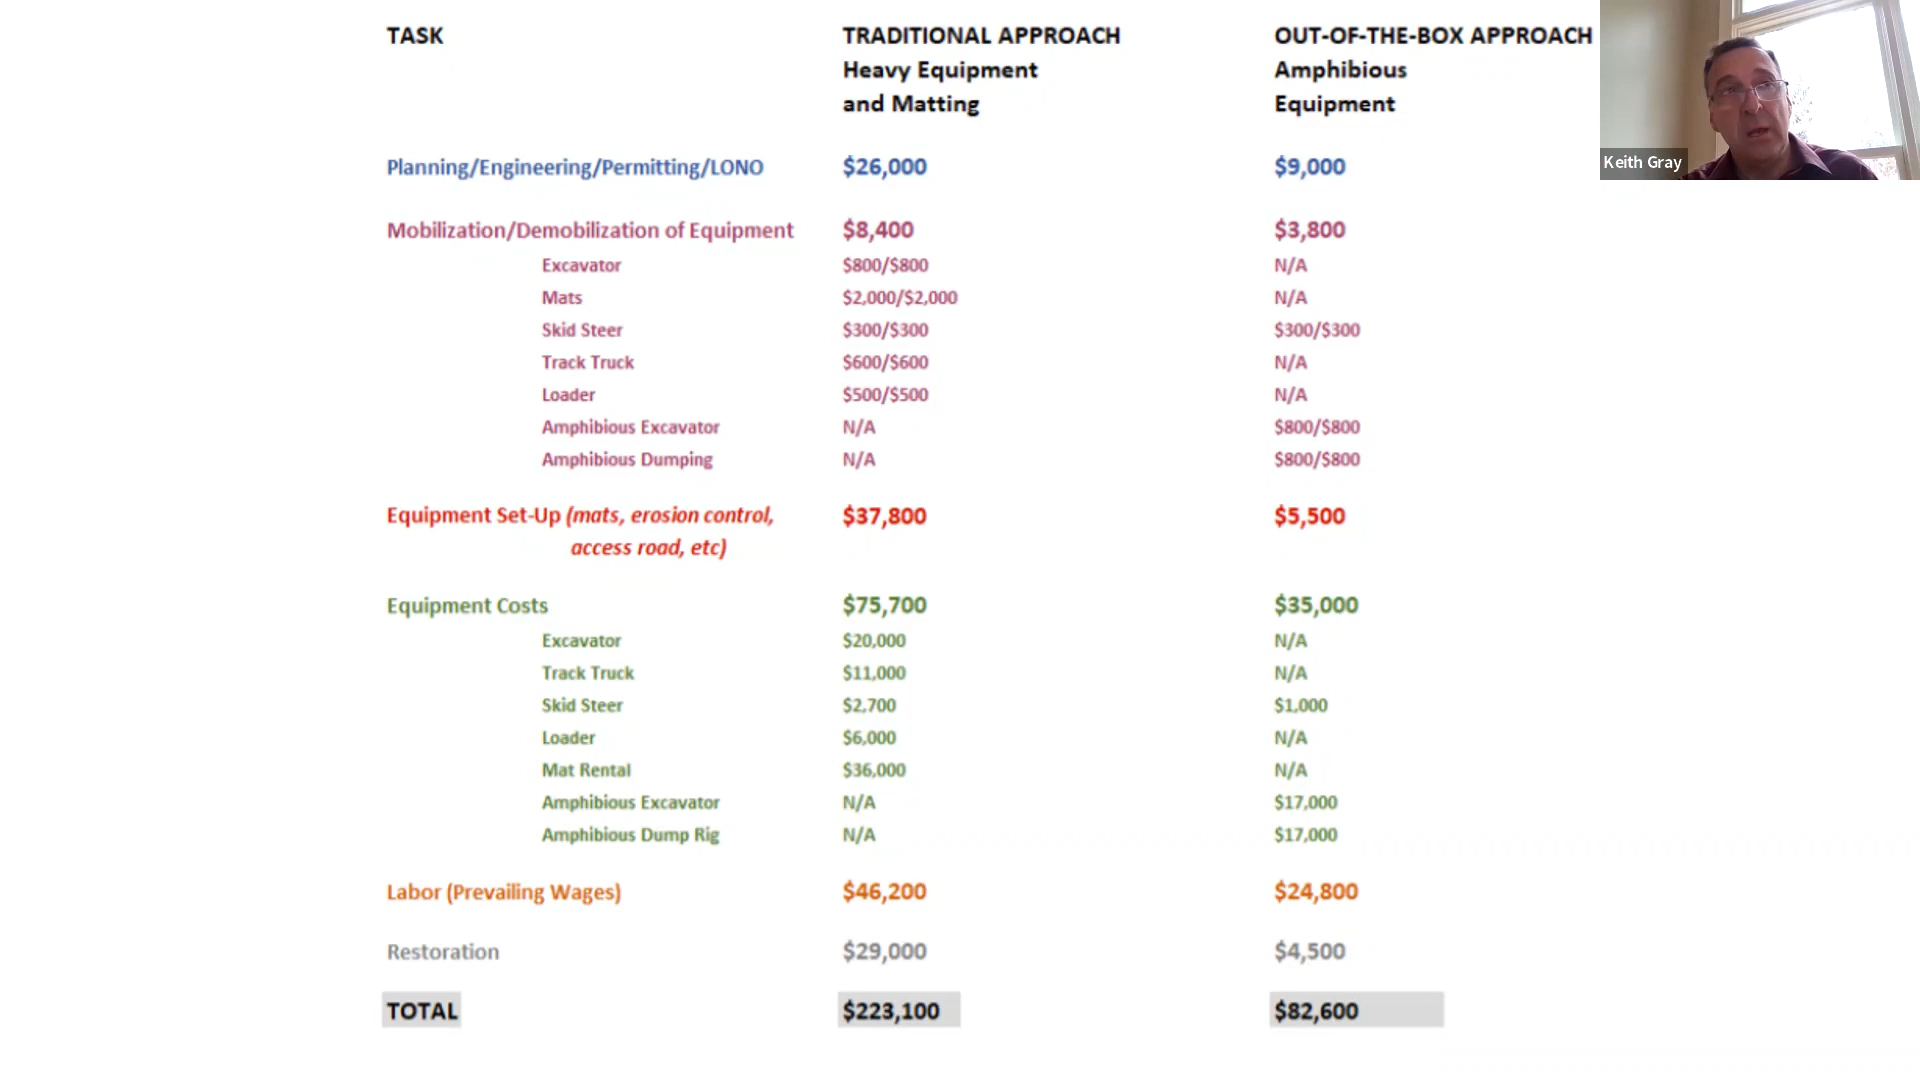 TASK TRADITIONAL APPROACH OUT-OF-THE-BOX APPROACH
Heavy Equipment Amphibious
and Matting Equipment
Keith Gray
Planning/Engineering/Permitting/LONO $26,000 $9,000
Mobilization/Demobilization of Equipment $8,400 $3,800
Excavator $800/$800 N/A
Mats $2,000/$2,000 N/A
Skid Steer $300/$300 $300/$300
Track Truck $600/$600 N/A
Loader $500/$500 N/A
Amphibious Excavator N/A $800/$800
Amphibious Dumping N/A $800/$800
Equipment Set-Up (mats, erosion control, $37,800 $5,500
access road, etc)
Equipment Costs $75,700 $35,000
Excavator $20,000 N/A
Track Truck $11,000 N/A
Skid Steer $2,700 $1,000
Loader $6,000 N/A
Mat Rental $36,000 N/A
Amphibious Excavator N/A $17,000
Amphibious Dump Rig N/A $17,000
Labor (Prevailing Wages) $46,200 $24,800
Restoration $29,000 $4,500
TOTAL $223,100 $82,600